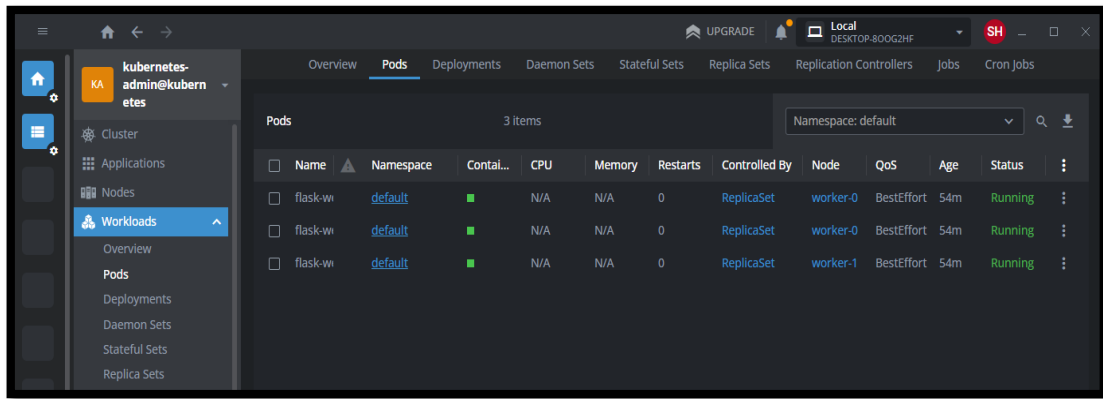 UPGRADE
Local
DESKTOP-8OOG2HF
SH
KA
kubernetes-
admin@kubern
etes
Cluster
Applications
Nodes
Workloads
Overview
Pods
Deployments
Daemon Sets
Stateful Sets
Replica Sets
Overview Pods Deployments Daemon Sets Stateful Sets Replica Sets Replication Controllers Jobs Cron Jobs
Pods 3 items Namespace: default
Name Namespace Contai... CPU Memory Restarts Controlled By Node QoS Age Status
flask-w default N/A N/A 0 ReplicaSet worker-0 BestEffort 54m Running
flask-w default N/A N/A 0 ReplicaSet worker-0 BestEffort 54m Running
flask-w default N/A N/A 0 ReplicaSet worker-1 BestEffort 54m Running